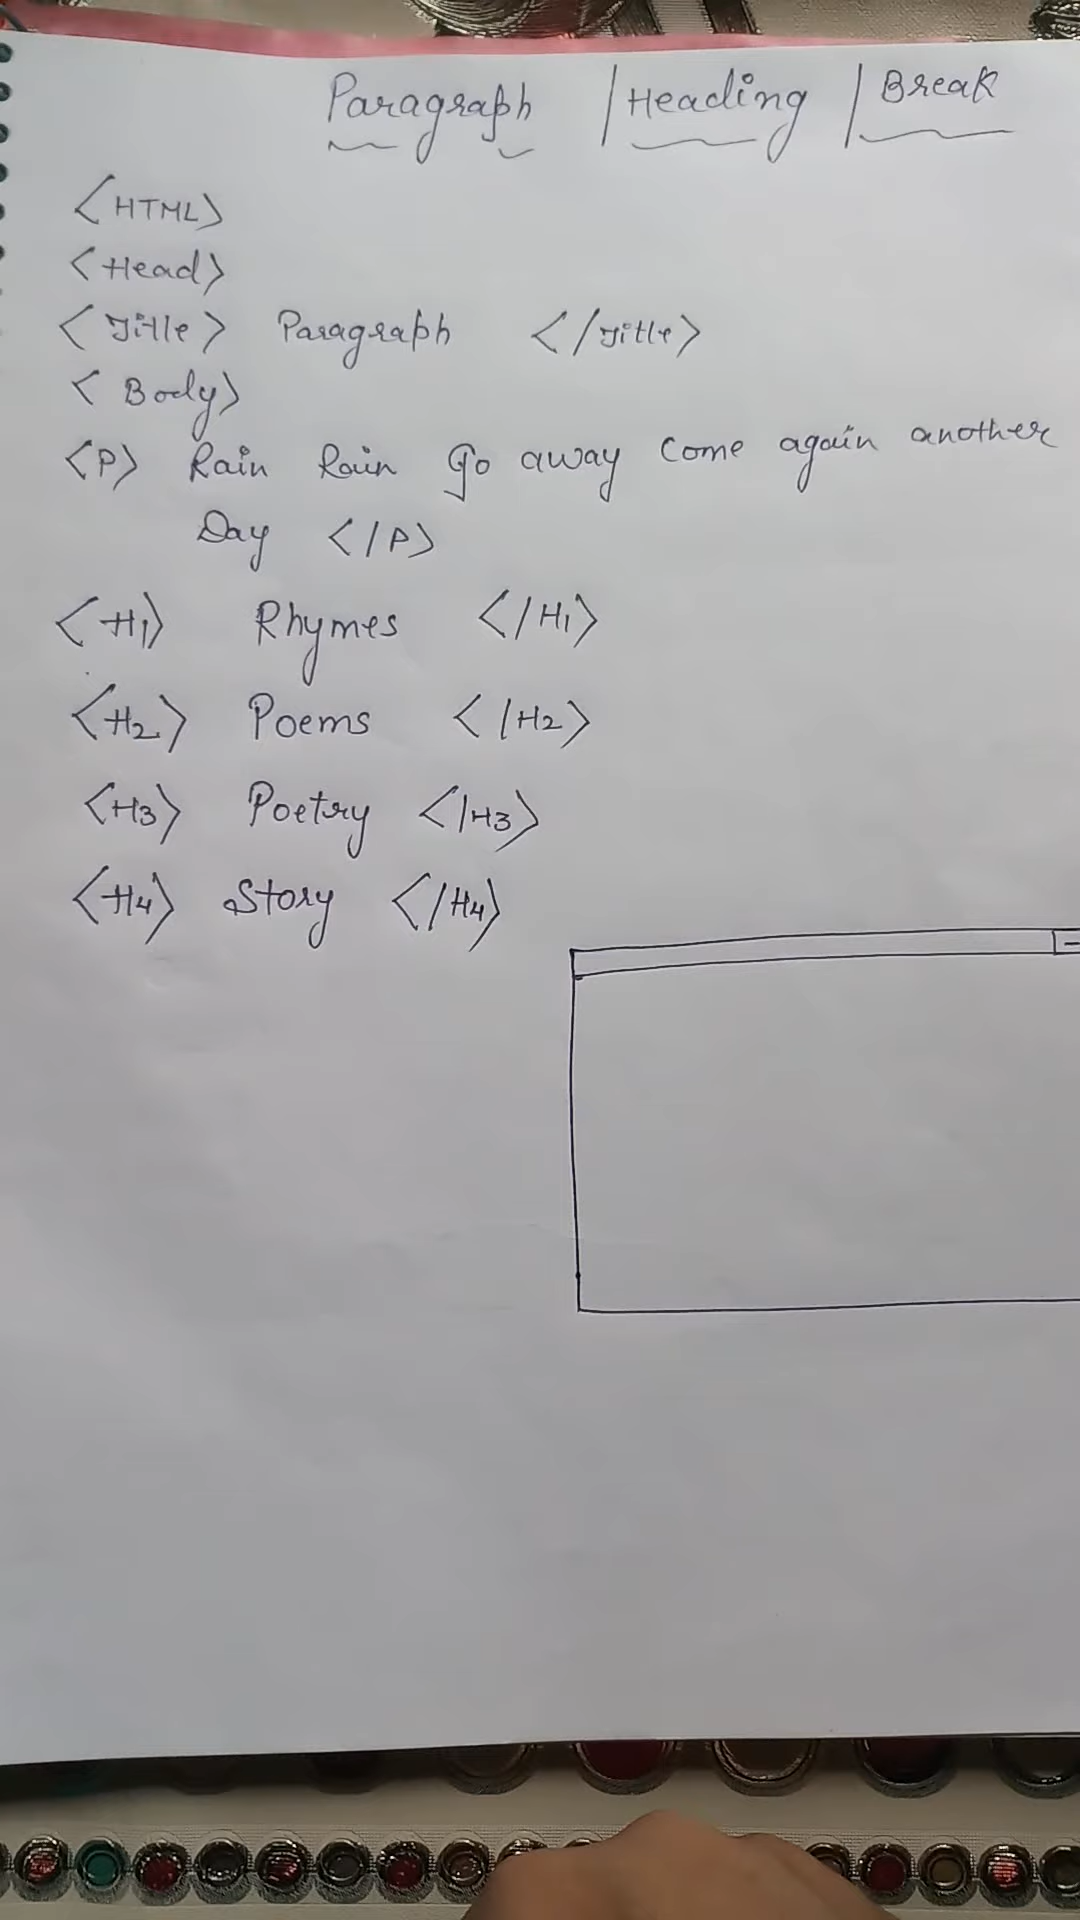 Paragraph | Heading | Break
<HTML>
<Head>
<Title> Paragraph </Title>
<Body>
<P> Rain Rain Go away Come again another
Day </P>
<H1> Rhymes </H1>
<H2> Poems </H2>
<H3> Poetry </H3>
<H4> Story </H4>